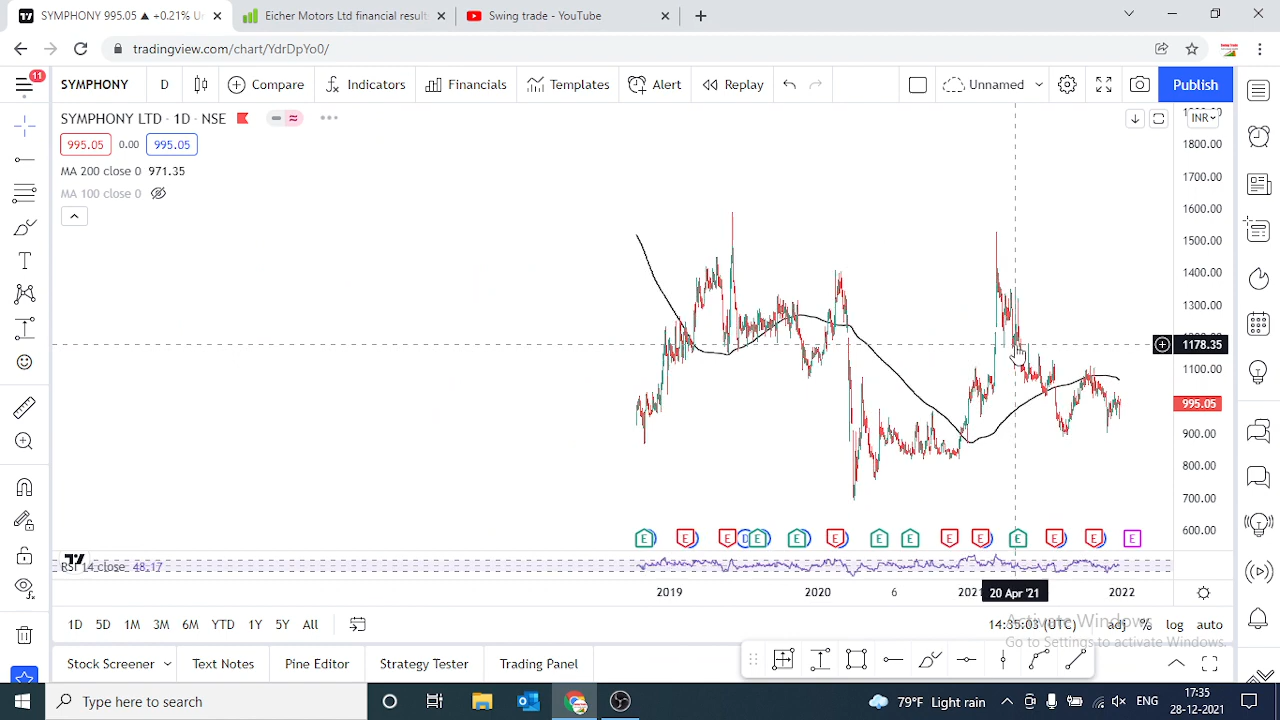 SYMPHONY 995.05 ▲ +0.21% Un
Eicher Motors Ltd financial result
Swing trade - YouTube
tradingview.com/chart/YdrDpYo0/
11
SYMPHONY
D
Compare
Indicators
Financials
Templates
Alert
Replay
Unnamed
Publish
SYMPHONY LTD · 1D · NSE
INR
995.05
0.00
995.05
MA 200 close 0 971.35
MA 100 close 0
1800.00
1700.00
1600.00
1500.00
1400.00
1300.00
1178.35
1100.00
995.05
900.00
800.00
700.00
600.00
E E E D E E E E E E E E E E E
RSI 14 close 48.17
2019
2020
6
2021
20 Apr '21
2022
1D 5D 1M 3M 6M YTD 1Y 5Y All
14:35:03 (UTC)
adj % log auto
Activate Windows
Go to Settings to activate Windows.
Stock Screener
Text Notes
Pine Editor
Strategy Tester
Trading Panel
Type here to search
79°F Light rain
ENG
17:35
28-12-2021